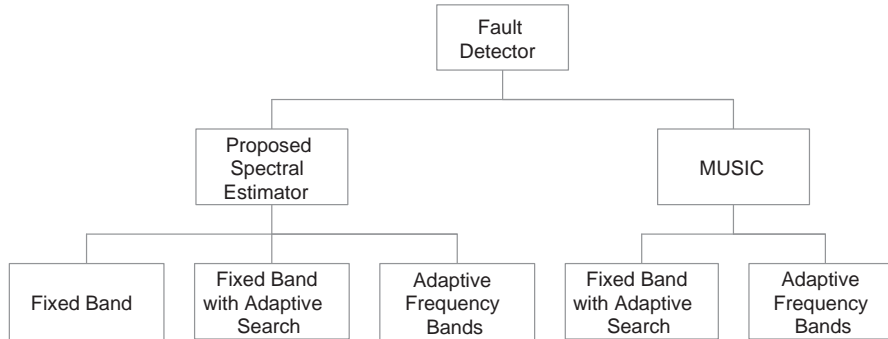 Fault
Detector
Proposed
Spectral
Estimator
MUSIC
Fixed Band
Fixed Band
with Adaptive
Search
Adaptive
Frequency
Bands
Fixed Band
with Adaptive
Search
Adaptive
Frequency
Bands